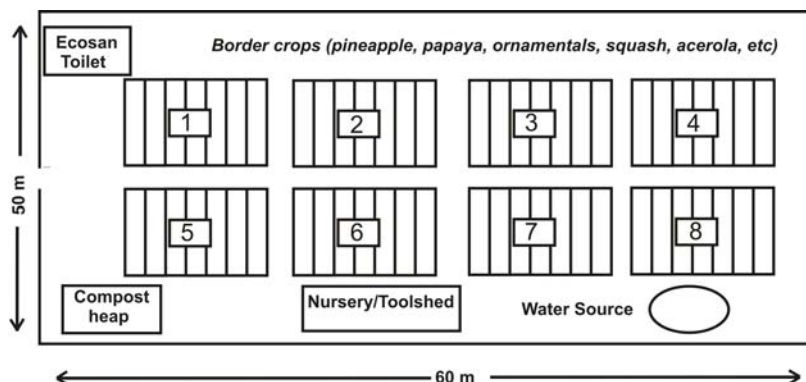 Ecosan
Toilet
Border crops (pineapple, papaya, ornamentals, squash, acerola, etc)
1
2
3
4
50 m
5
6
7
8
Compost
heap
Nursery/Toolshed
Water Source
60 m